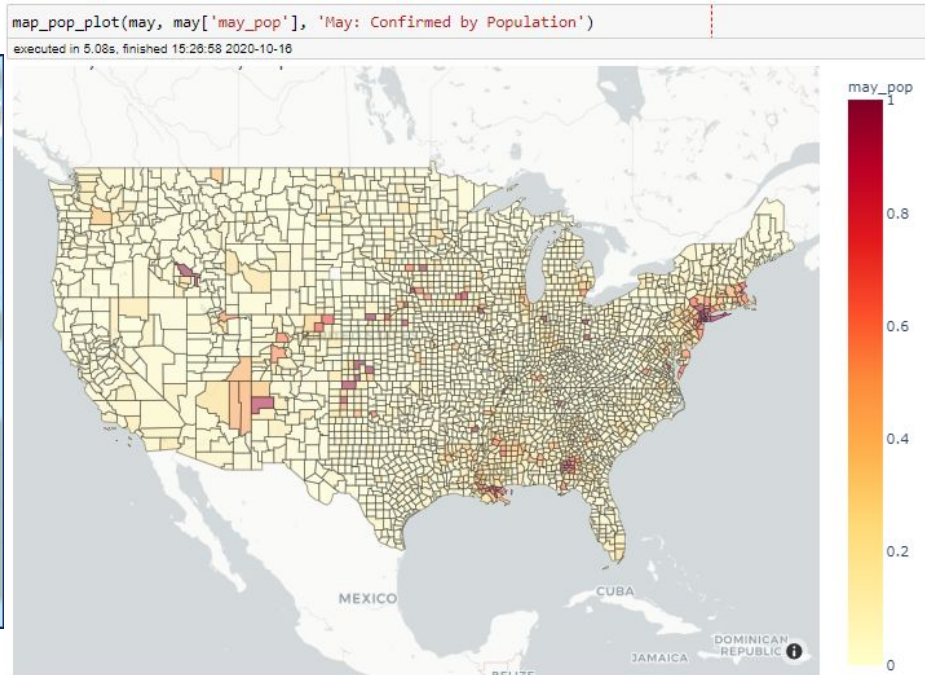 map_pop_plot(may, may['may_pop'], 'May: Confirmed by Population')
executed in 5.08s, finished 15:26:58 2020-10-16
may_pop
1
0.8
0.6
0.4
0.2
0
MEXICO
CUBA
DOMINICAN
REPUBLIC
JAMAICA